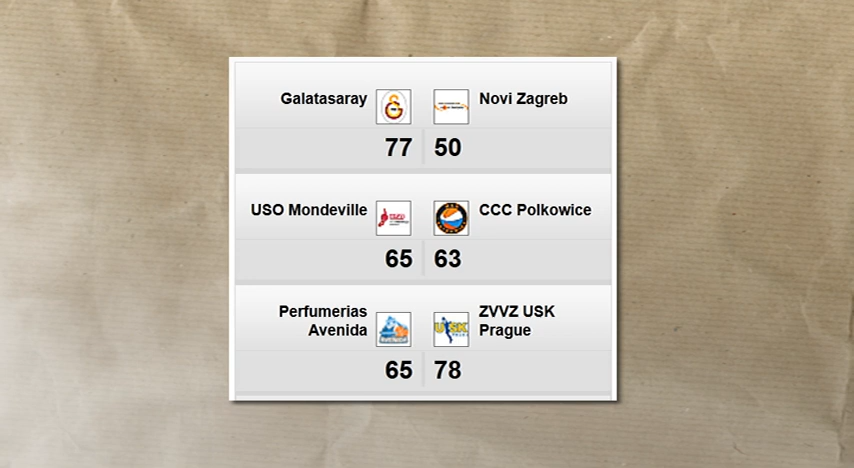 Galatasaray
Novi Zagreb
77 50
USO Mondeville
CCC Polkowice
65 63
Perfumerias
Avenida
ZVVZ USK
Prague
65 78